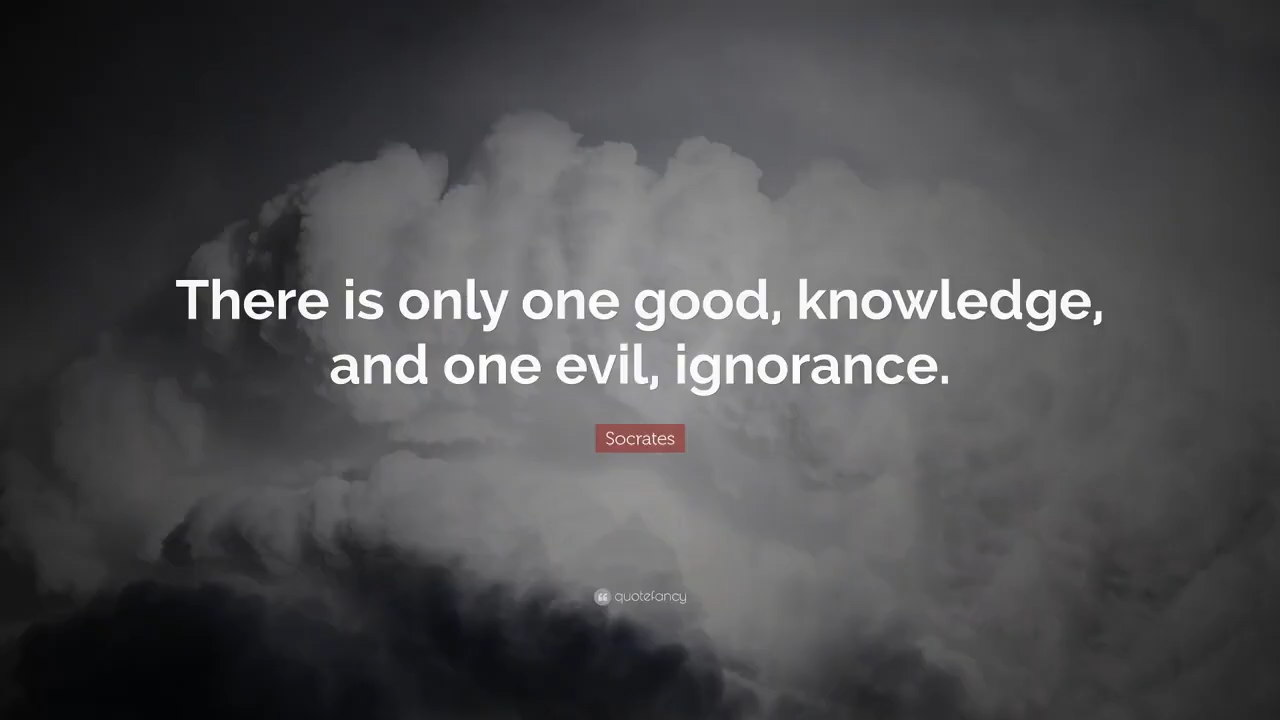 There is only one good, knowledge,
and one evil, ignorance.
Socrates
quotefancy